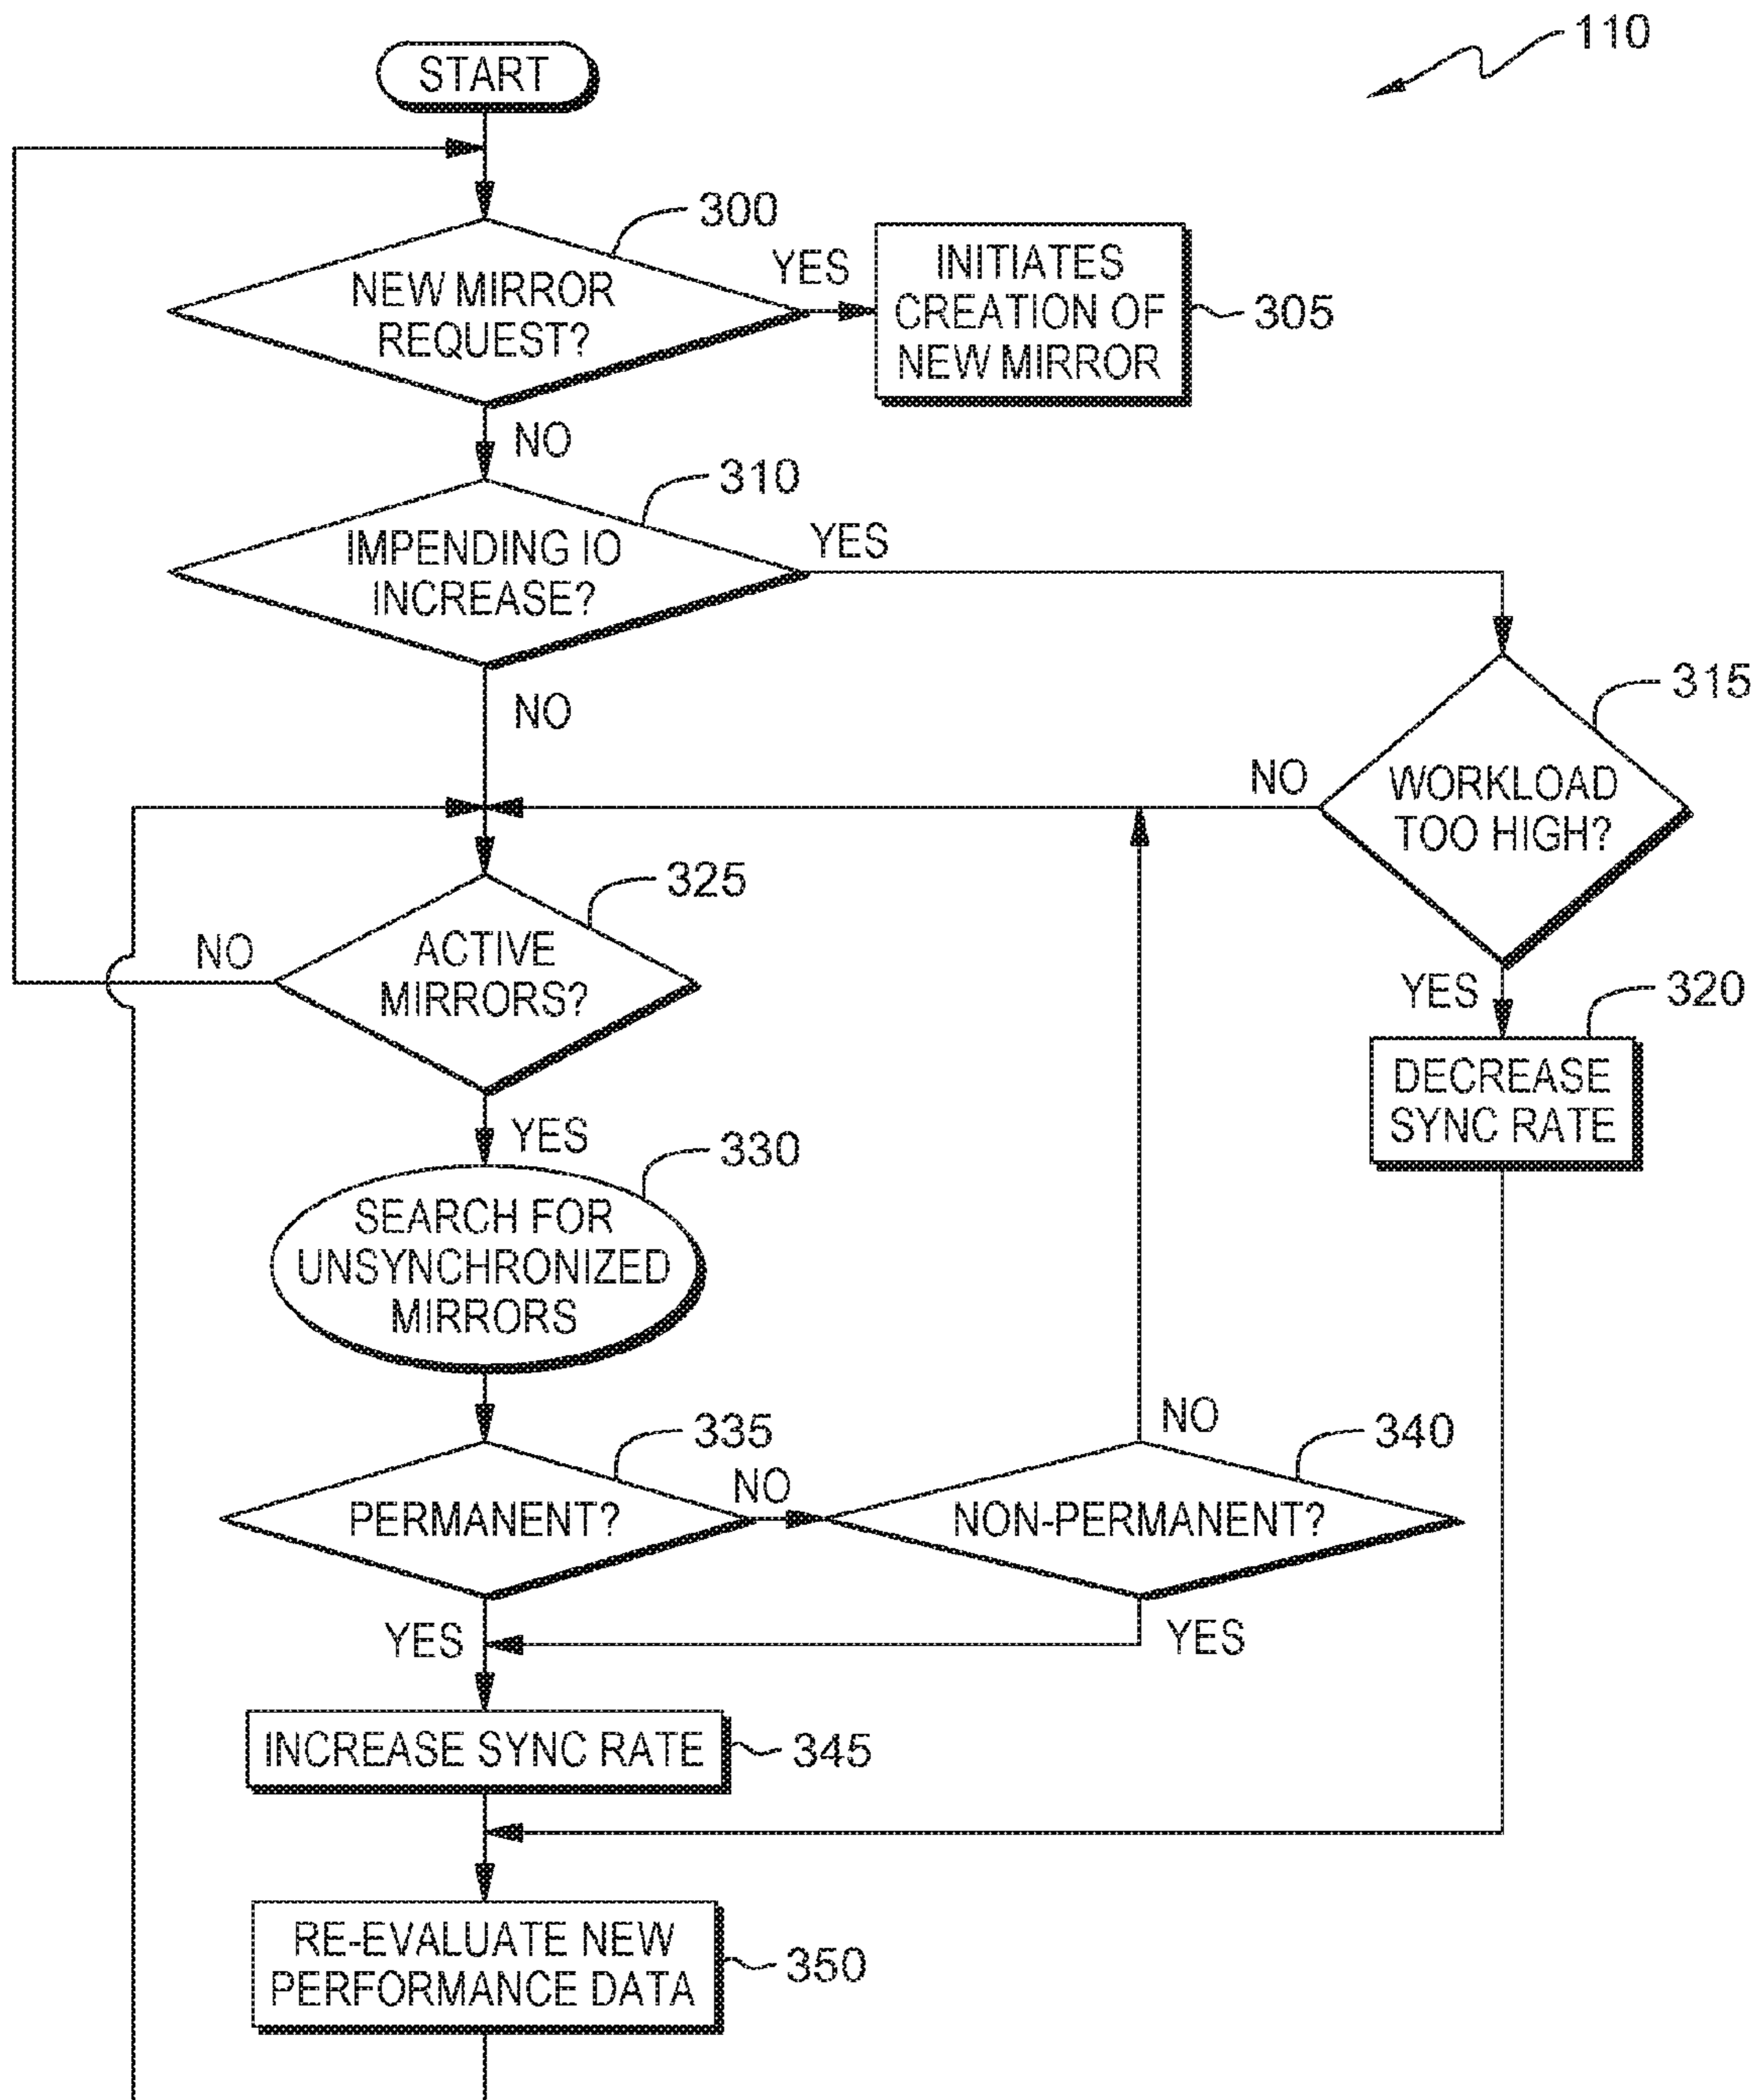 110
START
300
NEW MIRROR
REQUEST?
YES
INITIATES
CREATION OF
NEW MIRROR
305
NO
310
IMPENDING IO
INCREASE?
YES
NO
315
WORKLOAD
TOO HIGH?
NO
YES
320
DECREASE
SYNC RATE
325
ACTIVE
MIRRORS?
NO
YES
330
SEARCH FOR
UNSYNCHRONIZED
MIRRORS
335
PERMANENT?
NO
340
NON-PERMANENT?
NO
YES
YES
INCREASE SYNC RATE
345
RE-EVALUATE NEW
PERFORMANCE DATA
350